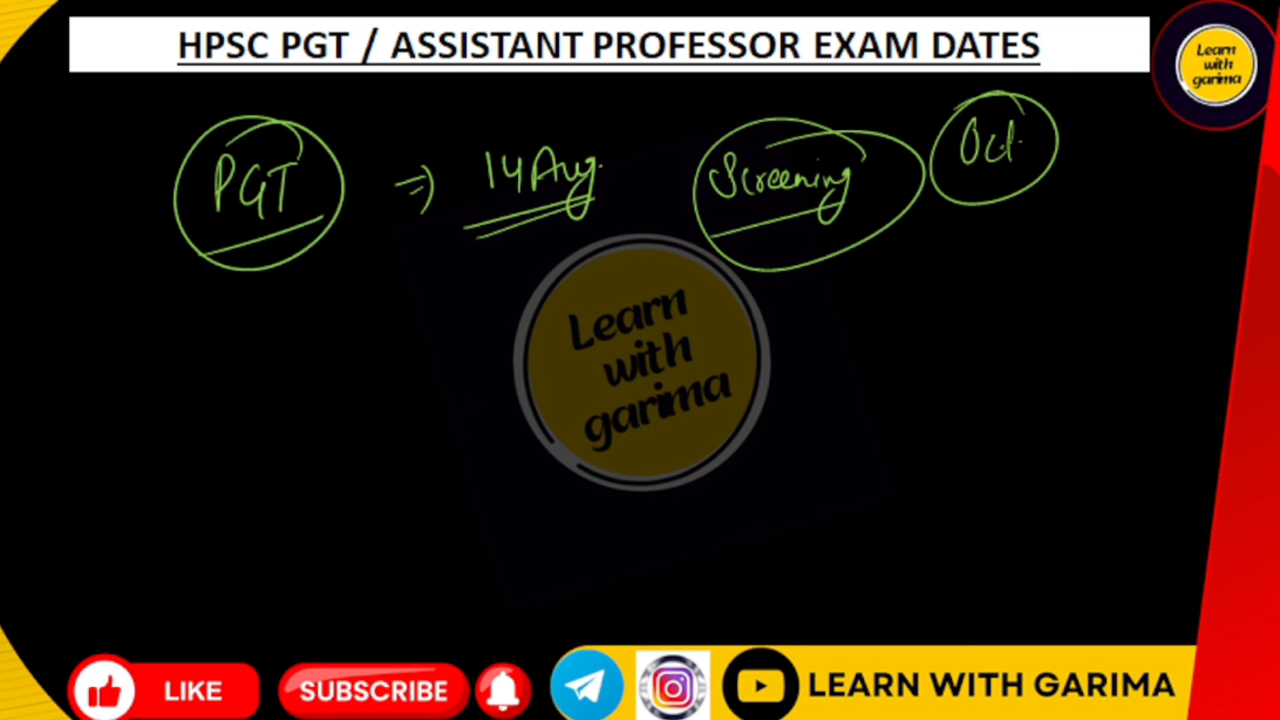 HPSC PGT / ASSISTANT PROFESSOR EXAM DATES
Learn
with
garima
PGT ⇒ 14 Aug. Screening Oct.
Learn
with
garima
LIKE SUBSCRIBE LEARN WITH GARIMA